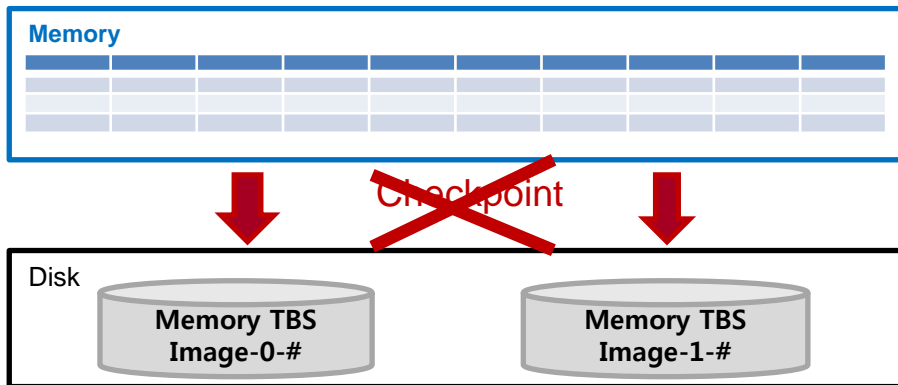 Memory
Checkpoint
Disk
Memory TBS
Image-0-#
Memory TBS
Image-1-#